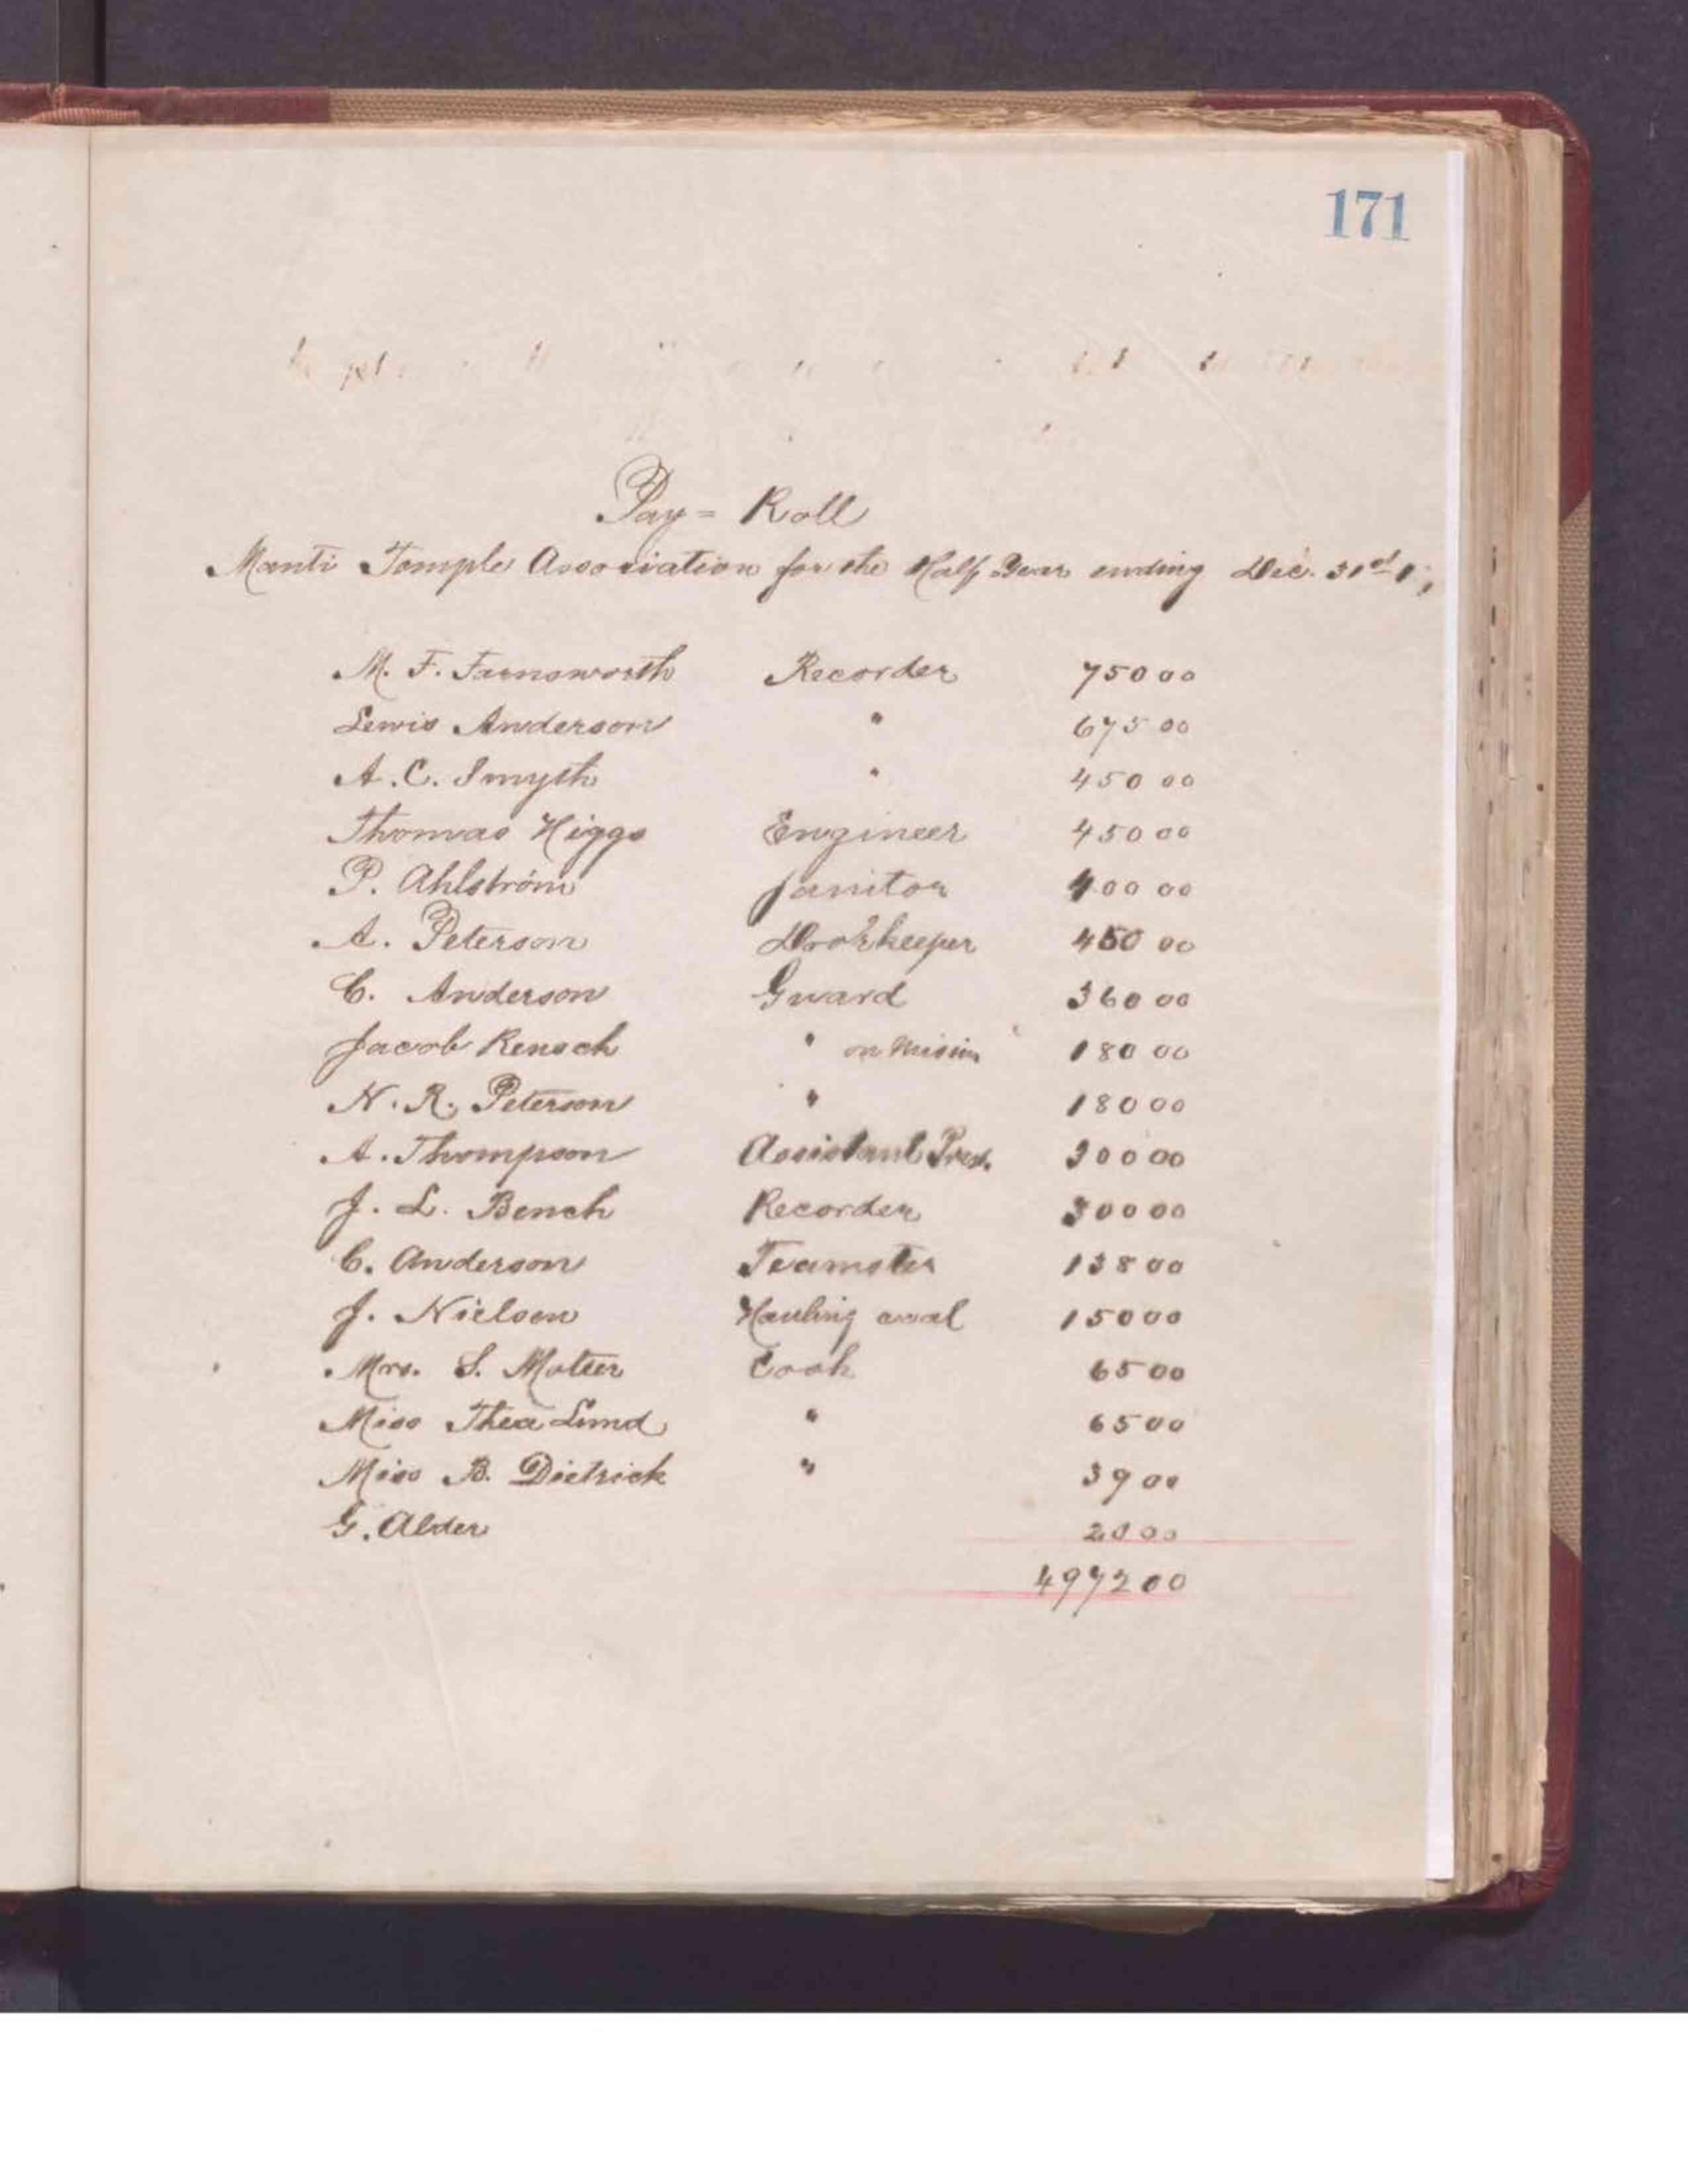 171
Pay = Roll
Manti Temple Association for the Half Year ending Dec. 31st
M. F. Farnsworth Recorder 750 00
Lewis Anderson " 675 00
A. C. Smyth " 450 00
Thomas Higgs Engineer 450 00
P. Ahlström Janitor 400 00
A. Peterson Doorkeeper 450 00
C. Anderson Guard 360 00
Jacob Rensch " on Mission 180 00
N. R. Peterson " 180 00
A. Thompson Assistant Pres. 300 00
J. L. Bench Recorder 300 00
C. Anderson Teamster 138 00
J. Nielsen Hauling coal 150 00
Mrs. S. Cook 65 00
Miss Thea Lund " 65 00
Miss B. Dietrick " 39 00
G. Alder 20 00
4972 00